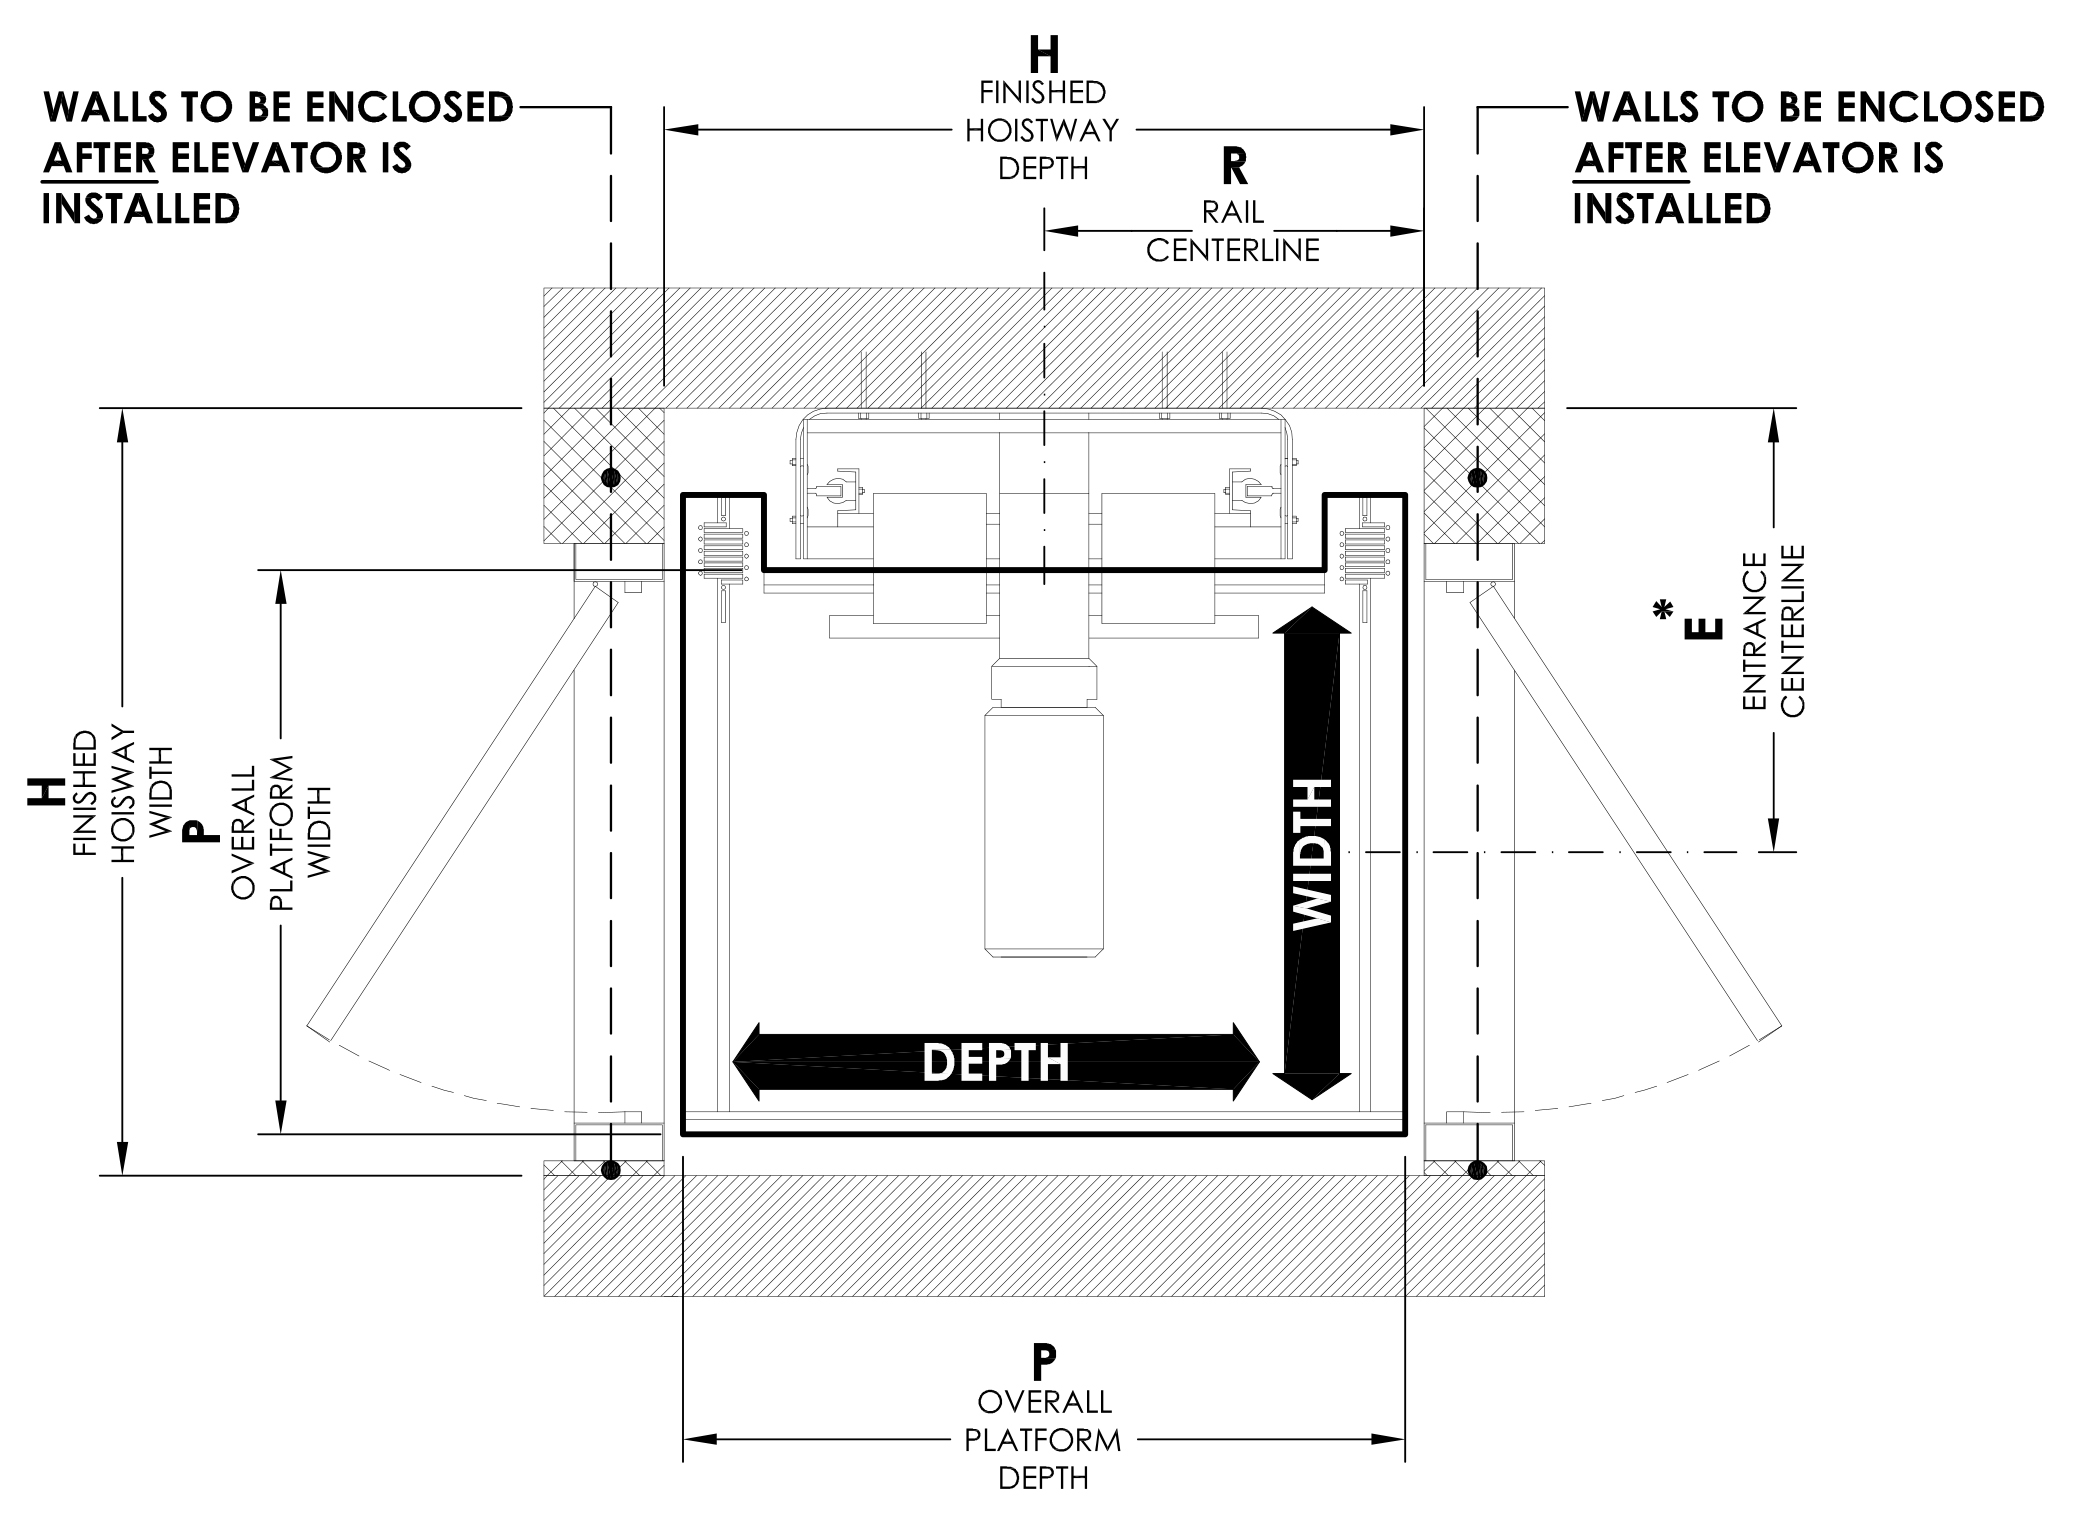 H
FINISHED
HOISTWAY
DEPTH
WALLS TO BE ENCLOSED
AFTER ELEVATOR IS
INSTALLED
R
RAIL
CENTERLINE
WALLS TO BE ENCLOSED
AFTER ELEVATOR IS
INSTALLED
H
FINISHED
HOISWAY
WIDTH
P
OVERALL
PLATFORM
WIDTH
WIDTH
DEPTH
*
E
ENTRANCE
CENTERLINE
P
OVERALL
PLATFORM
DEPTH